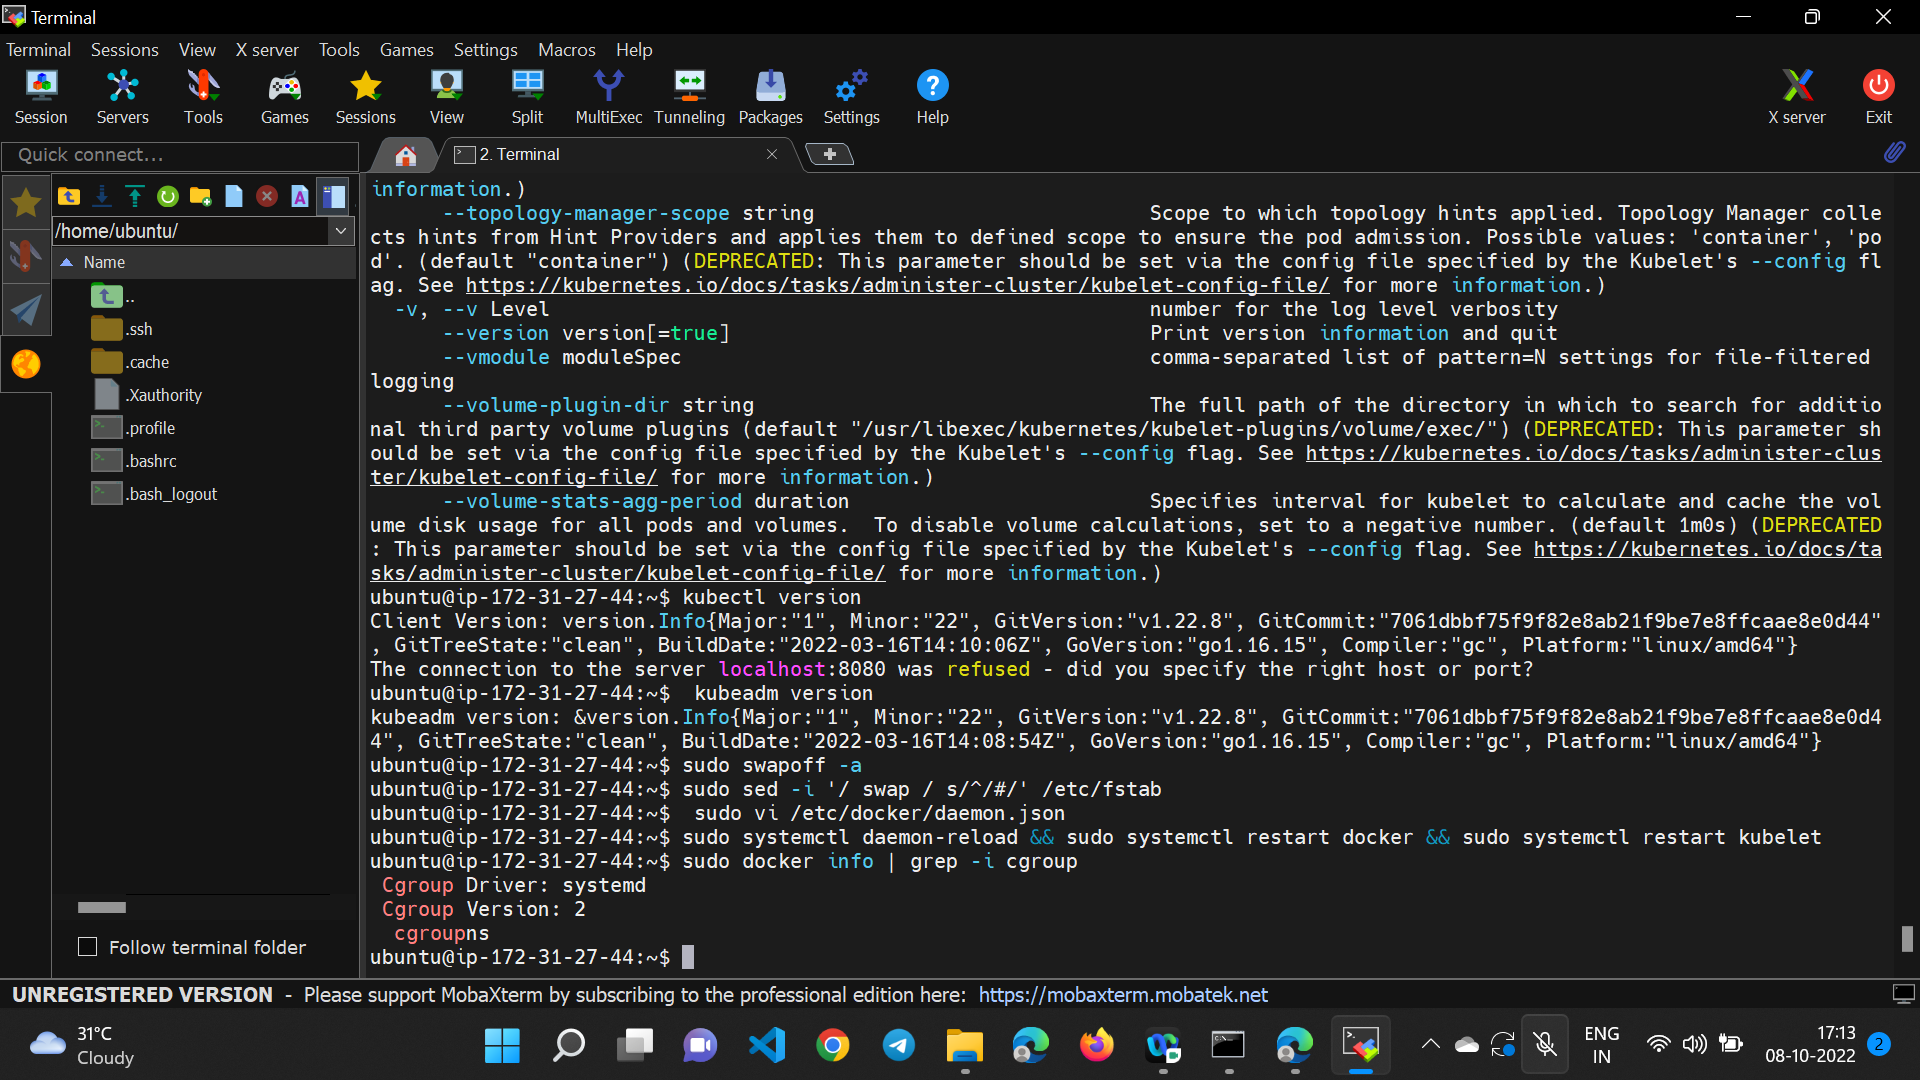 Terminal
Terminal Sessions View X server Tools Games Settings Macros Help
Session Servers Tools Games Sessions View Split MultiExec Tunneling Packages Settings Help X server Exit
Quick connect...
2. Terminal
/home/ubuntu/
Name
..
.ssh
.cache
.Xauthority
.profile
.bashrc
.bash_logout
Follow terminal folder
information.)
--topology-manager-scope string Scope to which topology hints applied. Topology Manager colle
cts hints from Hint Providers and applies them to defined scope to ensure the pod admission. Possible values: 'container', 'po
d'. (default "container") (DEPRECATED: This parameter should be set via the config file specified by the Kubelet's --config fl
ag. See https://kubernetes.io/docs/tasks/administer-cluster/kubelet-config-file/ for more information.)
-v, --v Level number for the log level verbosity
--version version[=true] Print version information and quit
--vmodule moduleSpec comma-separated list of pattern=N settings for file-filtered
logging
--volume-plugin-dir string The full path of the directory in which to search for additio
nal third party volume plugins (default "/usr/libexec/kubernetes/kubelet-plugins/volume/exec/") (DEPRECATED: This parameter sh
ould be set via the config file specified by the Kubelet's --config flag. See https://kubernetes.io/docs/tasks/administer-clus
ter/kubelet-config-file/ for more information.)
--volume-stats-agg-period duration Specifies interval for kubelet to calculate and cache the vol
ume disk usage for all pods and volumes.  To disable volume calculations, set to a negative number. (default 1m0s) (DEPRECATED
: This parameter should be set via the config file specified by the Kubelet's --config flag. See https://kubernetes.io/docs/ta
sks/administer-cluster/kubelet-config-file/ for more information.)
ubuntu@ip-172-31-27-44:~$ kubectl version
Client Version: version.Info{Major:"1", Minor:"22", GitVersion:"v1.22.8", GitCommit:"7061dbbf75f9f82e8ab21f9be7e8ffcaae8e0d44"
, GitTreeState:"clean", BuildDate:"2022-03-16T14:10:06Z", GoVersion:"go1.16.15", Compiler:"gc", Platform:"linux/amd64"}
The connection to the server localhost:8080 was refused - did you specify the right host or port?
ubuntu@ip-172-31-27-44:~$  kubeadm version
kubeadm version: &version.Info{Major:"1", Minor:"22", GitVersion:"v1.22.8", GitCommit:"7061dbbf75f9f82e8ab21f9be7e8ffcaae8e0d4
4", GitTreeState:"clean", BuildDate:"2022-03-16T14:08:54Z", GoVersion:"go1.16.15", Compiler:"gc", Platform:"linux/amd64"}
ubuntu@ip-172-31-27-44:~$ sudo swapoff -a
ubuntu@ip-172-31-27-44:~$ sudo sed -i '/ swap / s/^/#/' /etc/fstab
ubuntu@ip-172-31-27-44:~$  sudo vi /etc/docker/daemon.json
ubuntu@ip-172-31-27-44:~$ sudo systemctl daemon-reload && sudo systemctl restart docker && sudo systemctl restart kubelet
ubuntu@ip-172-31-27-44:~$ sudo docker info | grep -i cgroup
Cgroup Driver: systemd
Cgroup Version: 2
cgroupns
ubuntu@ip-172-31-27-44:~$
UNREGISTERED VERSION - Please support MobaXterm by subscribing to the professional edition here: https://mobaxterm.mobatek.net
31°C
Cloudy
ENG
IN
17:13
08-10-2022
2